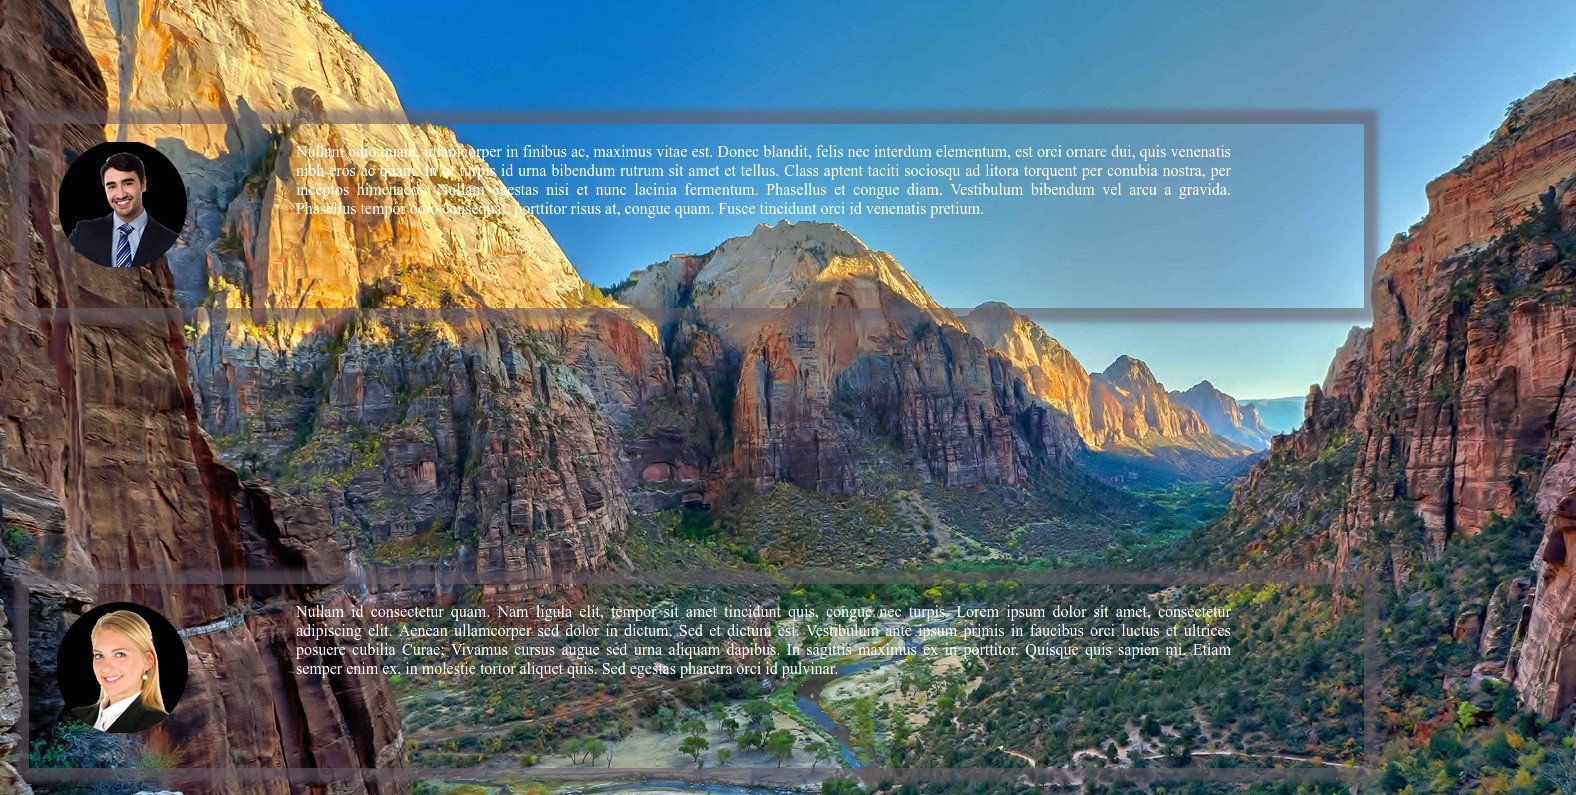 Nullam odio quam, ullamcorper in finibus ac, maximus vitae est. Donec blandit, felis nec interdum elementum, est orci ornare dui, quis venenatis
nibh eros ac quam. In ut turpis id urna bibendum rutrum sit amet et tellus. Class aptent taciti sociosqu ad litora torquent per conubia nostra, per
inceptos himenaeos. Nullam egestas nisi et nunc lacinia fermentum. Phasellus et congue diam. Vestibulum bibendum vel arcu a gravida.
Phasellus tempor odio consequat, porttitor risus at, congue quam. Fusce tincidunt orci id venenatis pretium.
Nullam id consectetur quam. Nam ligula elit, tempor sit amet tincidunt quis, congue nec turpis. Lorem ipsum dolor sit amet, consectetur
adipiscing elit. Aenean ullamcorper sed dolor in dictum. Sed et dictum est. Vestibulum ante ipsum primis in faucibus orci luctus et ultrices
posuere cubilia Curae; Vivamus cursus augue sed urna aliquam dapibus. In sagittis maximus ex in porttitor. Quisque quis sapien mi. Etiam
semper enim ex, in molestie tortor aliquet quis. Sed egestas pharetra orci id pulvinar.